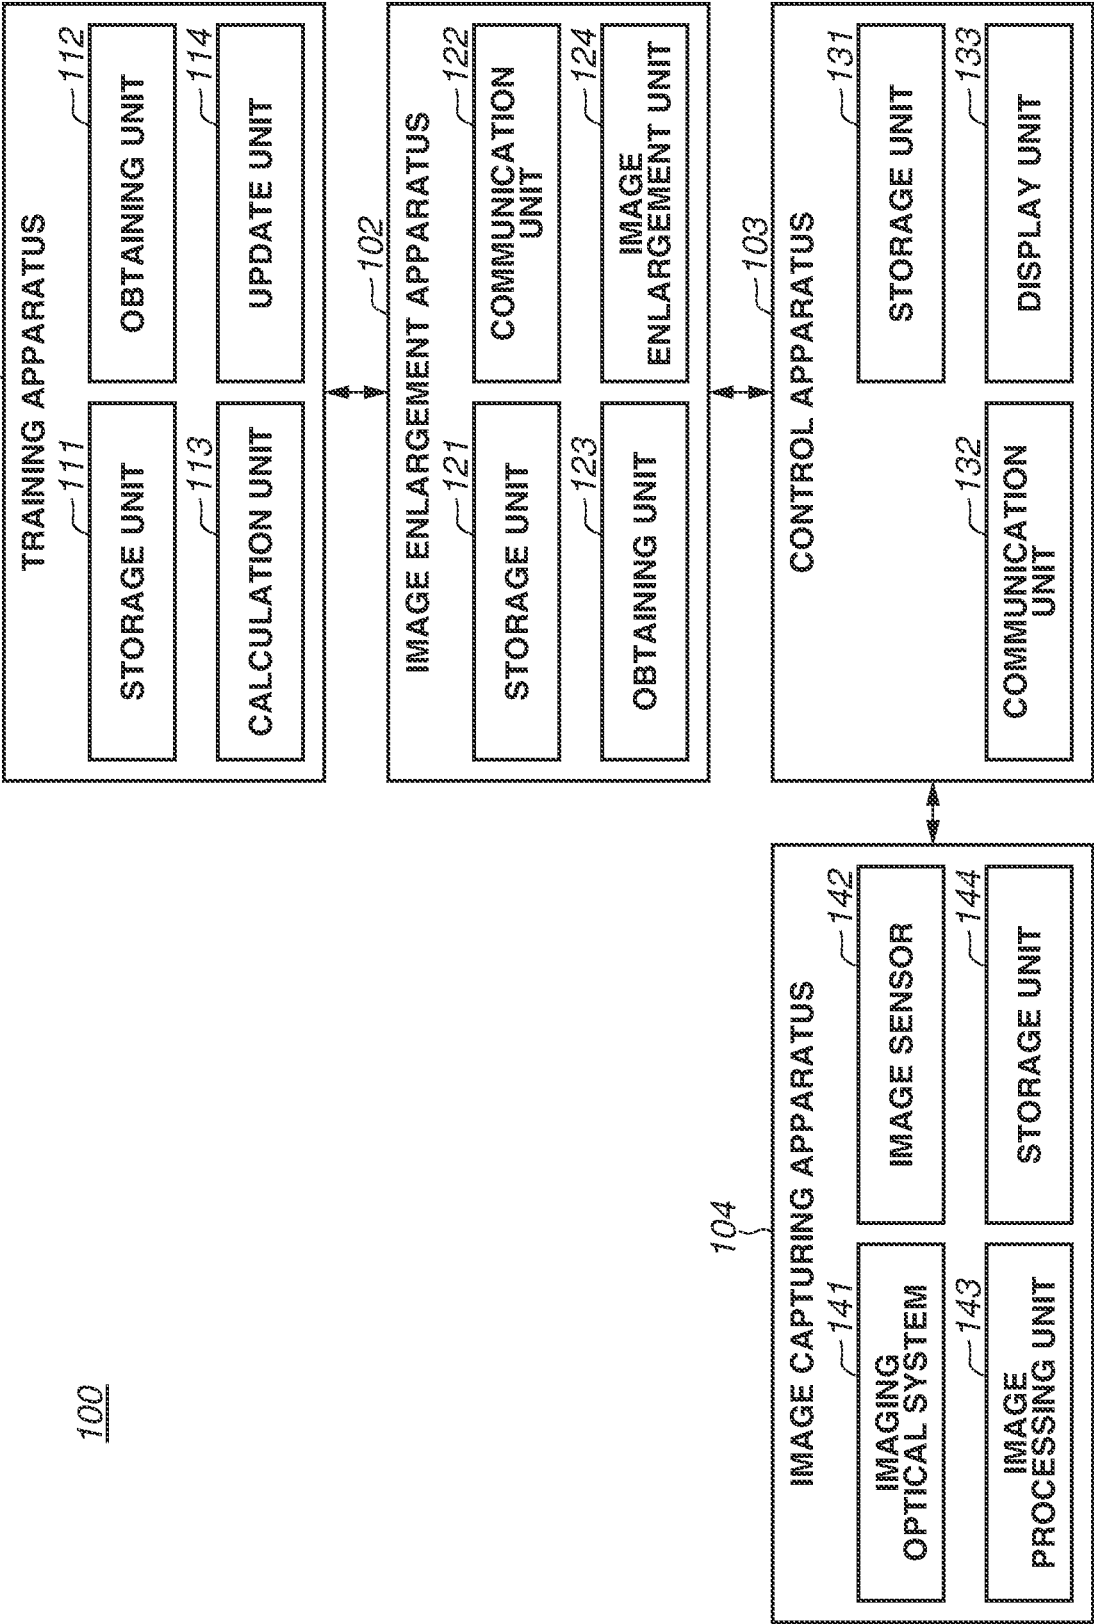 100
TRAINING APPARATUS
111
STORAGE UNIT
112
OBTAINING UNIT
113
CALCULATION UNIT
114
UPDATE UNIT
102
IMAGE ENLARGEMENT APPARATUS
121
STORAGE UNIT
122
COMMUNICATION
UNIT
123
OBTAINING UNIT
124
IMAGE
ENLARGEMENT UNIT
104
IMAGE CAPTURING APPARATUS
141
IMAGING
OPTICAL SYSTEM
142
IMAGE SENSOR
143
IMAGE
PROCESSING UNIT
144
STORAGE UNIT
103
CONTROL APPARATUS
131
STORAGE UNIT
132
COMMUNICATION
UNIT
133
DISPLAY UNIT